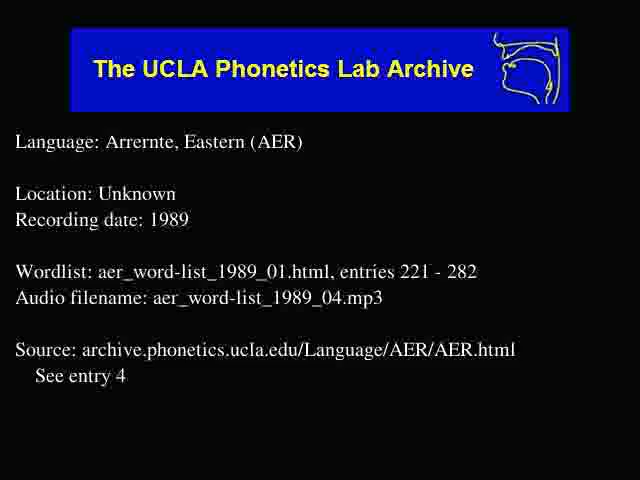 The UCLA Phonetics Lab Archive
Language: Arrernte, Eastern (AER)
Location: Unknown
Recording date: 1989
Wordlist: aer_word-list_1989_01.html, entries 221 - 282
Audio filename: aer_word-list_1989_04.mp3
Source: archive.phonetics.ucla.edu/Language/AER/AER.html
See entry 4